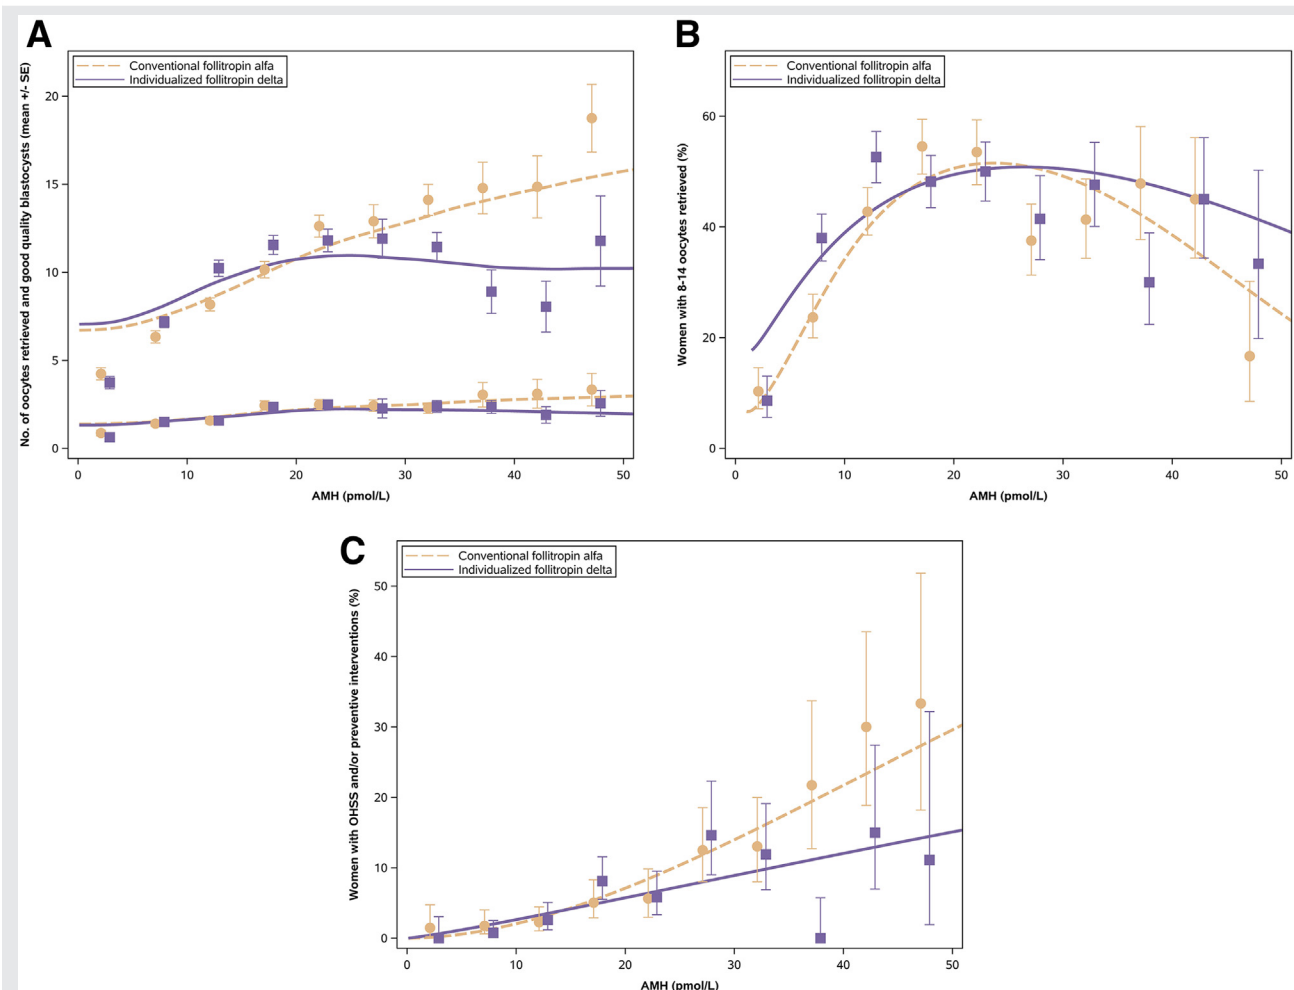 A
No. of oocytes retrieved and good quality blastocysts (mean +/- SE)
Conventional follitropin alfa
Individualized follitropin delta
20
15
10
5
0
0 10 20 30 40 50
AMH (pmol/L)
B
Women with 8-14 oocytes retrieved (%)
Conventional follitropin alfa
Individualized follitropin delta
60
40
20
0
0 10 20 30 40 50
AMH (pmol/L)
C
Women with OHSS and/or preventive interventions (%)
Conventional follitropin alfa
Individualized follitropin delta
50
40
30
20
10
0
0 10 20 30 40 50
AMH (pmol/L)